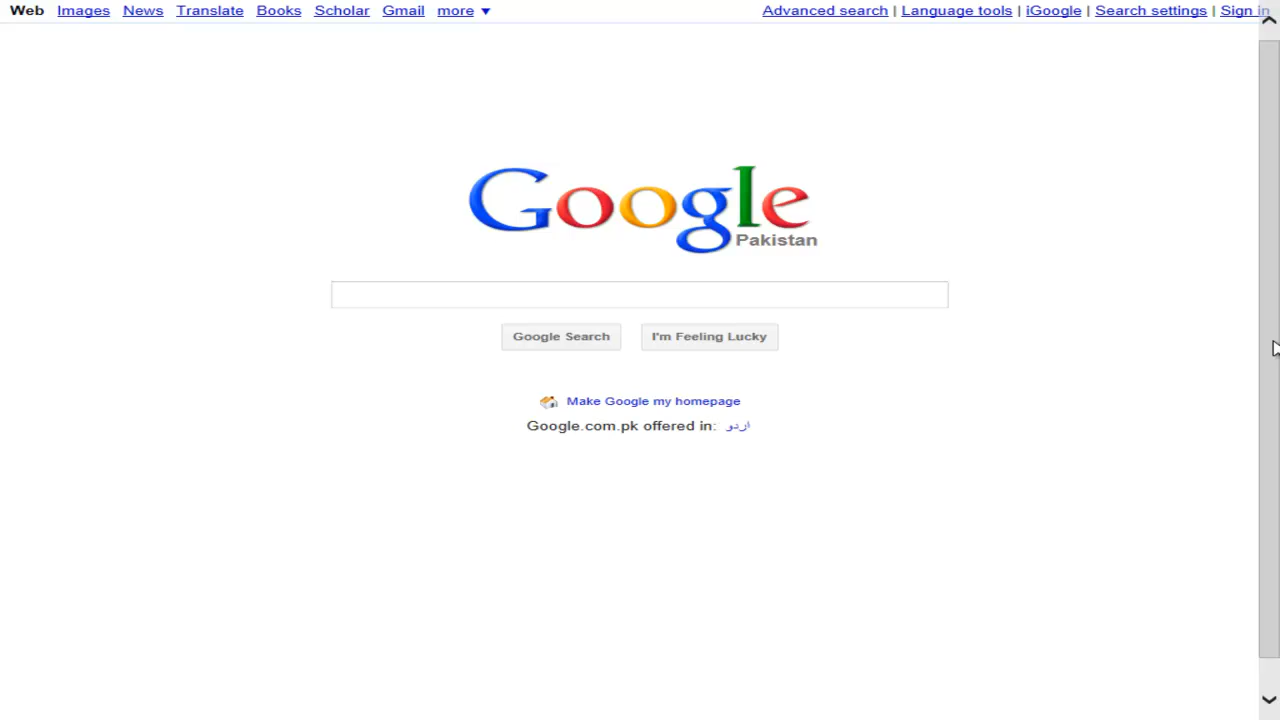 Web Images News Translate Books Scholar Gmail more ▼ Advanced search | Language tools | iGoogle | Search settings | Sign in
Google
Pakistan
Google Search I'm Feeling Lucky
Make Google my homepage
Google.com.pk offered in: اردو